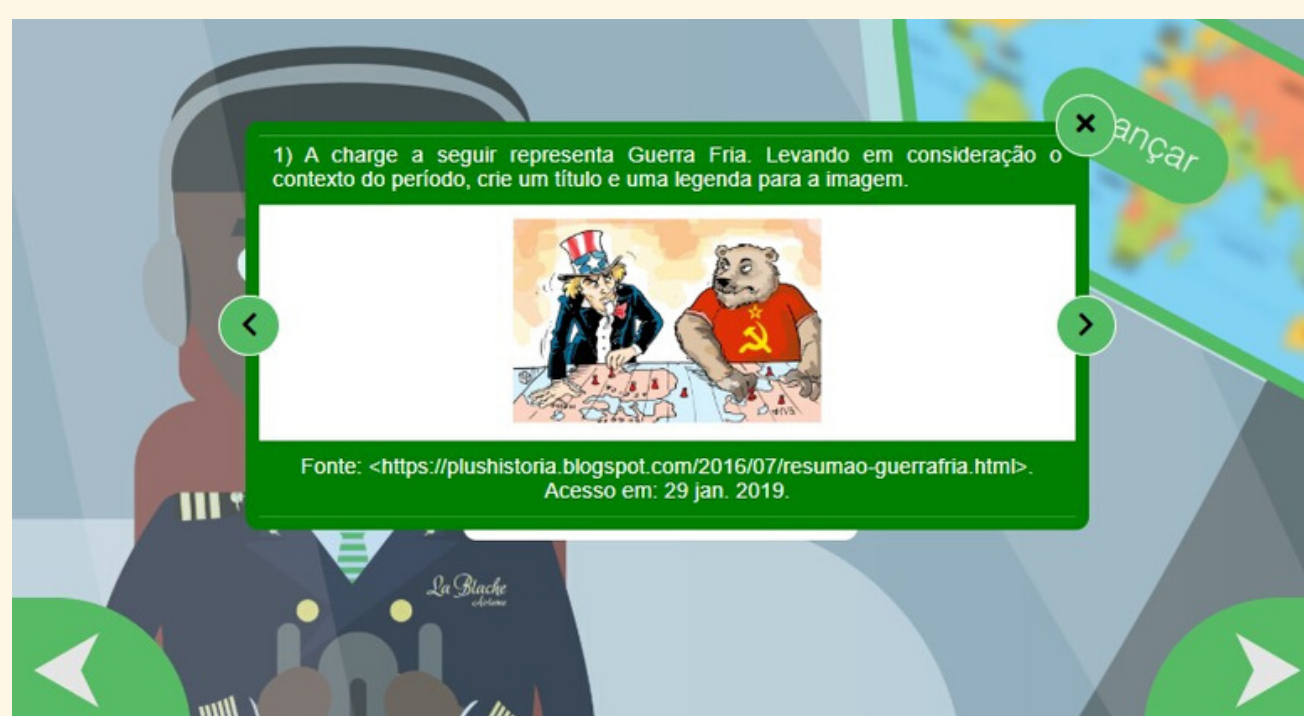 1) A charge a seguir representa Guerra Fria. Levando em consideração o
contexto do período, crie um título e uma legenda para a imagem.
Fonte: <https://plushistoria.blogspot.com/2016/07/resumao-guerrafria.html>.
Acesso em: 29 jan. 2019.
La Blache